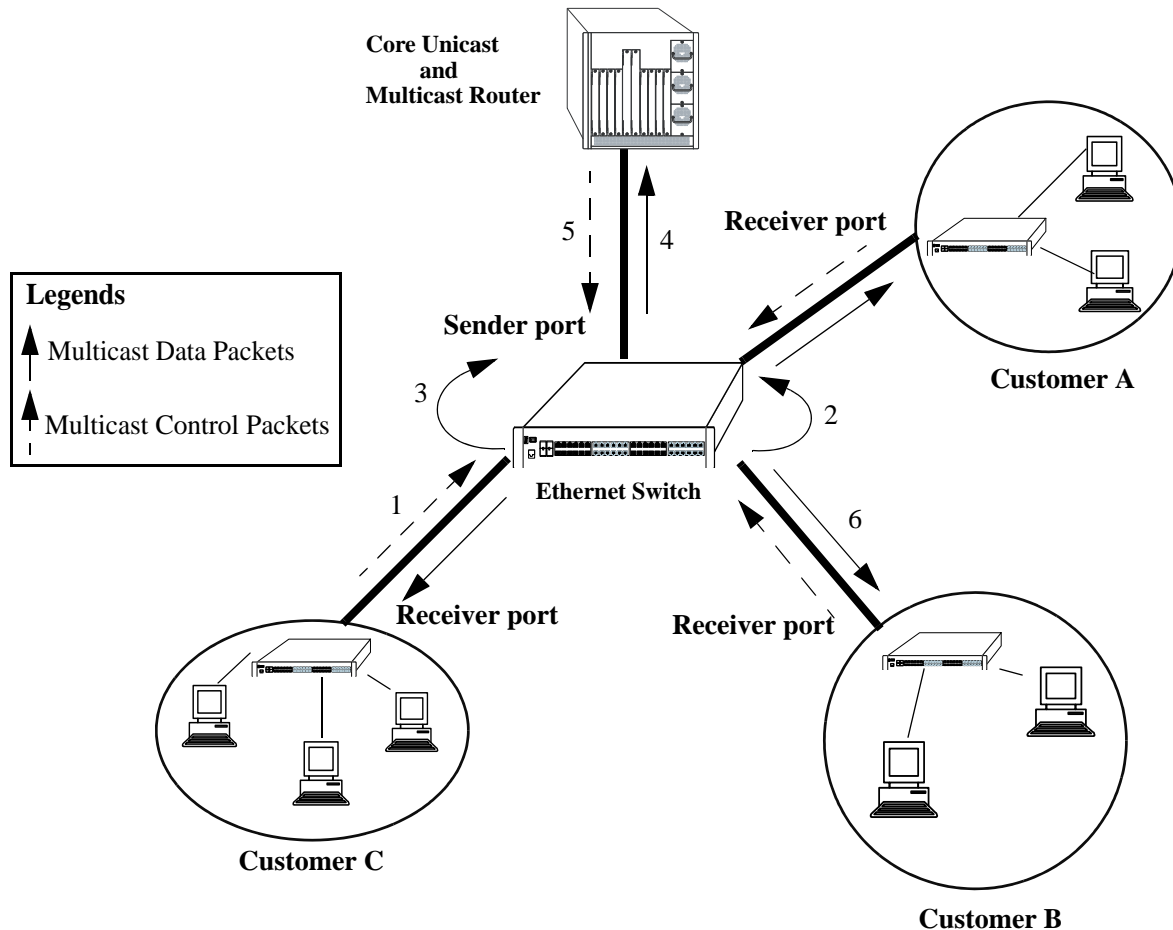 Core Unicast
and
Multicast Router
5
4
Receiver port
Legends
Multicast Data Packets
Multicast Control Packets
Sender port
3
2
Customer A
Ethernet Switch
1
6
Receiver port
Receiver port
Customer C
Customer B